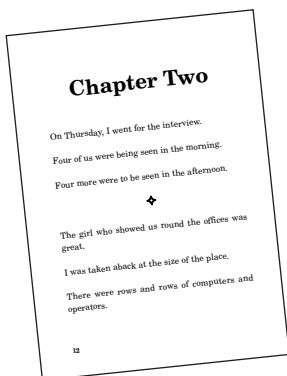 Chapter Two
On Thursday, I went for the interview.
Four of us were being seen in the morning.
Four more were to be seen in the afternoon.
The girl who showed us round the offices was
great.
I was taken aback at the size of the place.
There were rows and rows of computers and
operators.
12